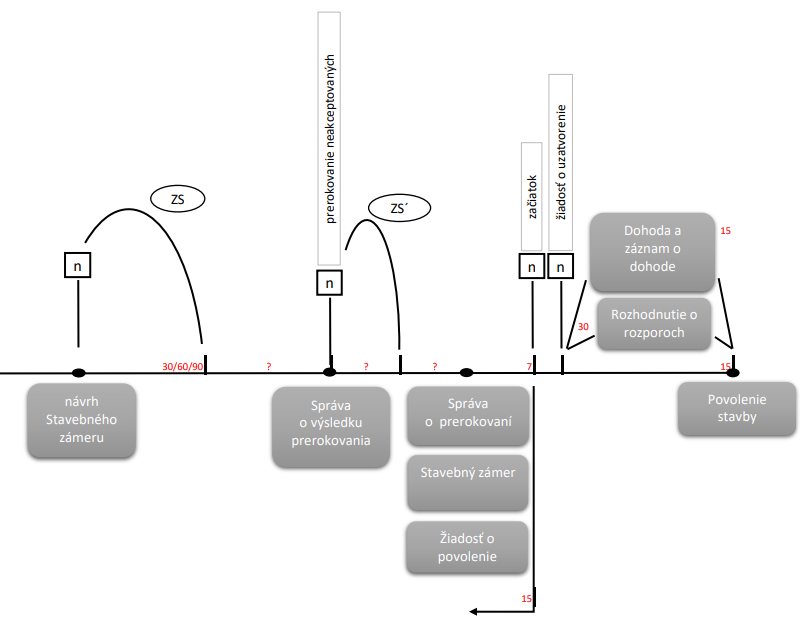 prerokovanie neakceptovaných
žiadosť o uzatvorenie
začiatok
ZS
ZS´
n
n
n
n
Dohoda a
záznam o
dohode
15
Rozhodnutie o
rozporoch
30
30/60/90
?
?
?
7
15
návrh
Stavebného
zámeru
Správa
o výsledku
prerokovania
Správa
o prerokovaní
Stavebný zámer
Žiadosť o
povolenie
Povolenie
stavby
15